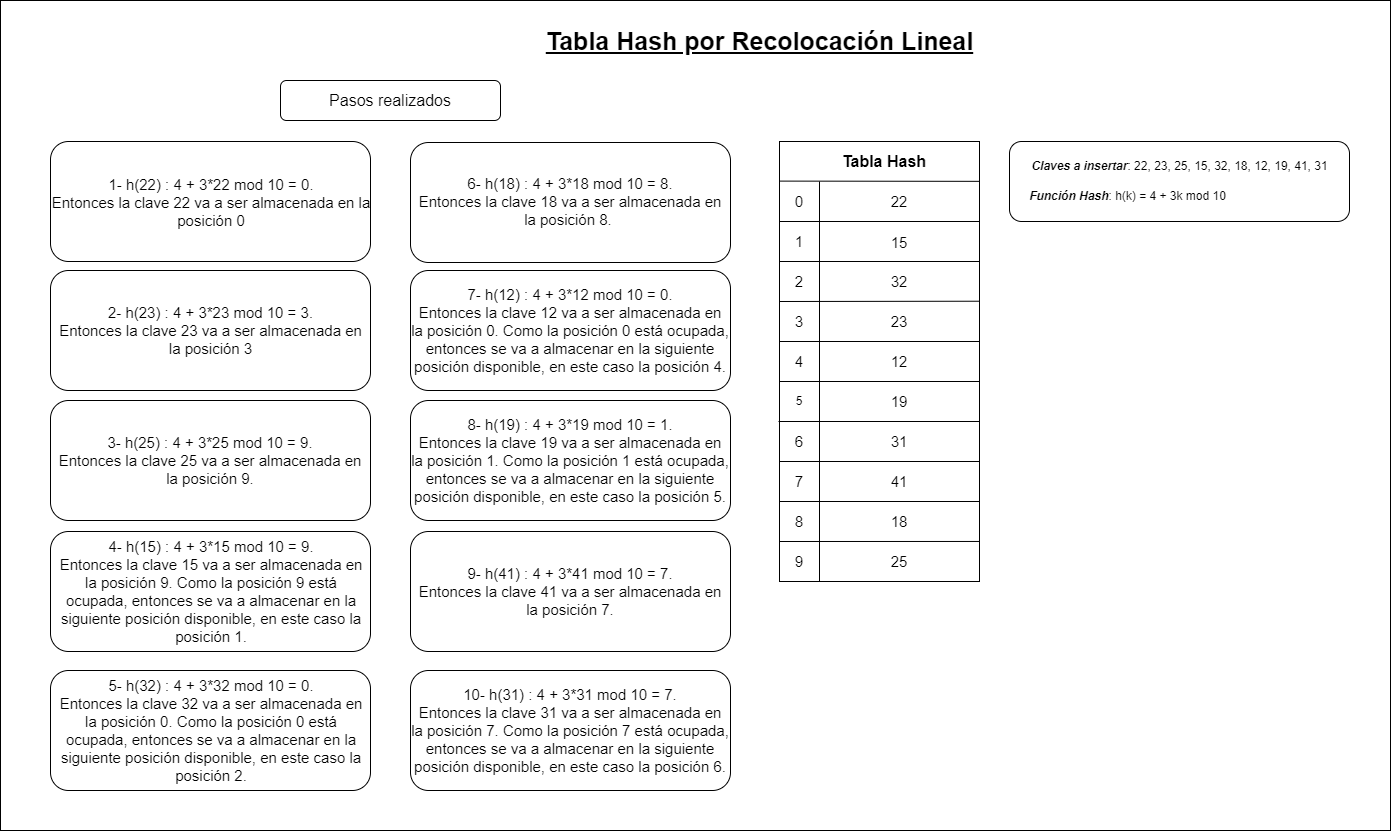 Tabla Hash por Recolocación Lineal
Pasos realizados
1- h(22) : 4 + 3*22 mod 10 = 0.
Entonces la clave 22 va a ser almacenada en la
posición 0
2- h(23) : 4 + 3*23 mod 10 = 3.
Entonces la clave 23 va a ser almacenada en
la posición 3
3- h(25) : 4 + 3*25 mod 10 = 9.
Entonces la clave 25 va a ser almacenada en
la posición 9.
4- h(15) : 4 + 3*15 mod 10 = 9.
Entonces la clave 15 va a ser almacenada en
la posición 9. Como la posición 9 está
ocupada, entonces se va a almacenar en la
siguiente posición disponible, en este caso la
posición 1.
5- h(32) : 4 + 3*32 mod 10 = 0.
Entonces la clave 32 va a ser almacenada en
la posición 0. Como la posición 0 está
ocupada, entonces se va a almacenar en la
siguiente posición disponible, en este caso la
posición 2.
6- h(18) : 4 + 3*18 mod 10 = 8.
Entonces la clave 18 va a ser almacenada en
la posición 8.
7- h(12) : 4 + 3*12 mod 10 = 0.
Entonces la clave 12 va a ser almacenada en
la posición 0. Como la posición 0 está ocupada,
entonces se va a almacenar en la siguiente
posición disponible, en este caso la posición 4.
8- h(19) : 4 + 3*19 mod 10 = 1.
Entonces la clave 19 va a ser almacenada en
la posición 1. Como la posición 1 está ocupada,
entonces se va a almacenar en la siguiente
posición disponible, en este caso la posición 5.
9- h(41) : 4 + 3*41 mod 10 = 7.
Entonces la clave 41 va a ser almacenada en
la posición 7.
10- h(31) : 4 + 3*31 mod 10 = 7.
Entonces la clave 31 va a ser almacenada en
la posición 7. Como la posición 7 está ocupada,
entonces se va a almacenar en la siguiente
posición disponible, en este caso la posición 6.
Tabla Hash
0 22
1 15
2 32
3 23
4 12
5 19
6 31
7 41
8 18
9 25
Claves a insertar: 22, 23, 25, 15, 32, 18, 12, 19, 41, 31
Función Hash: h(k) = 4 + 3k mod 10